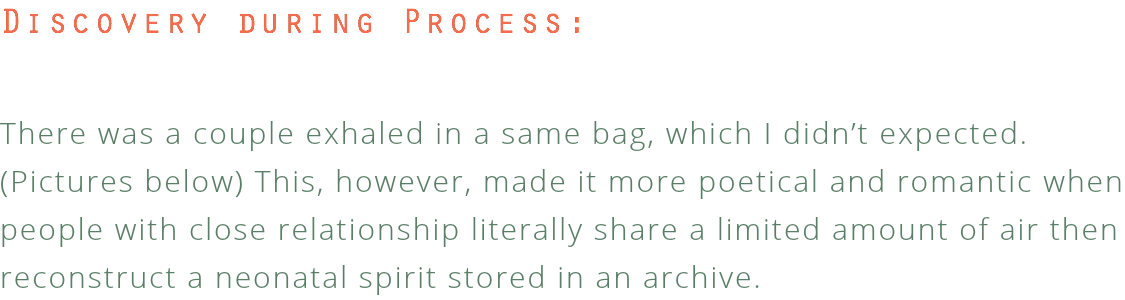 Discovery during Process:
There was a couple exhaled in a same bag, which I didn’t expected.
(Pictures below) This, however, made it more poetical and romantic when
people with close relationship literally share a limited amount of air then
reconstruct a neonatal spirit stored in an archive.